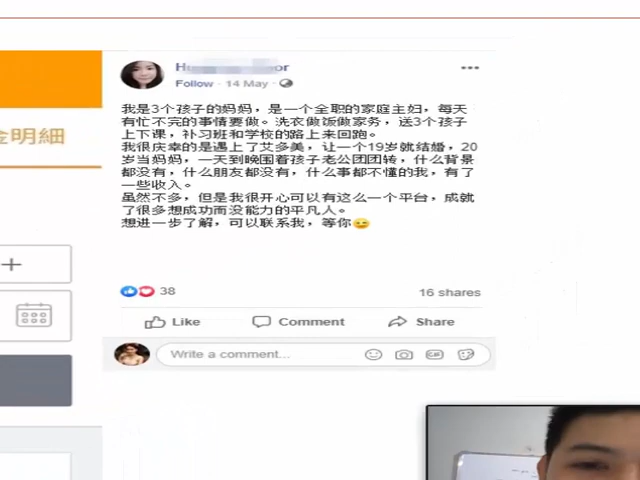 Follow · 14 May ·
我是3个孩子的妈妈，是一个全职的家庭主妇，每天
有忙不完的事情要做。洗衣做饭做家务，送3个孩子
上下课，补习班和学校的路上来回跑。
我很庆幸的是遇上了艾多美，让一个19岁就结婚，20
岁当妈妈，一天到晚围着孩子老公团团转，什么背景
都没有，什么朋友都没有，什么事都不懂的我，有了
一些收入。
虽然不多，但是我很开心可以有这么一个平台，成就
了很多想成功而没能力的平凡人。
想进一步了解，可以联系我，等你
38
16 shares
Like Comment Share
Write a comment...
金明細